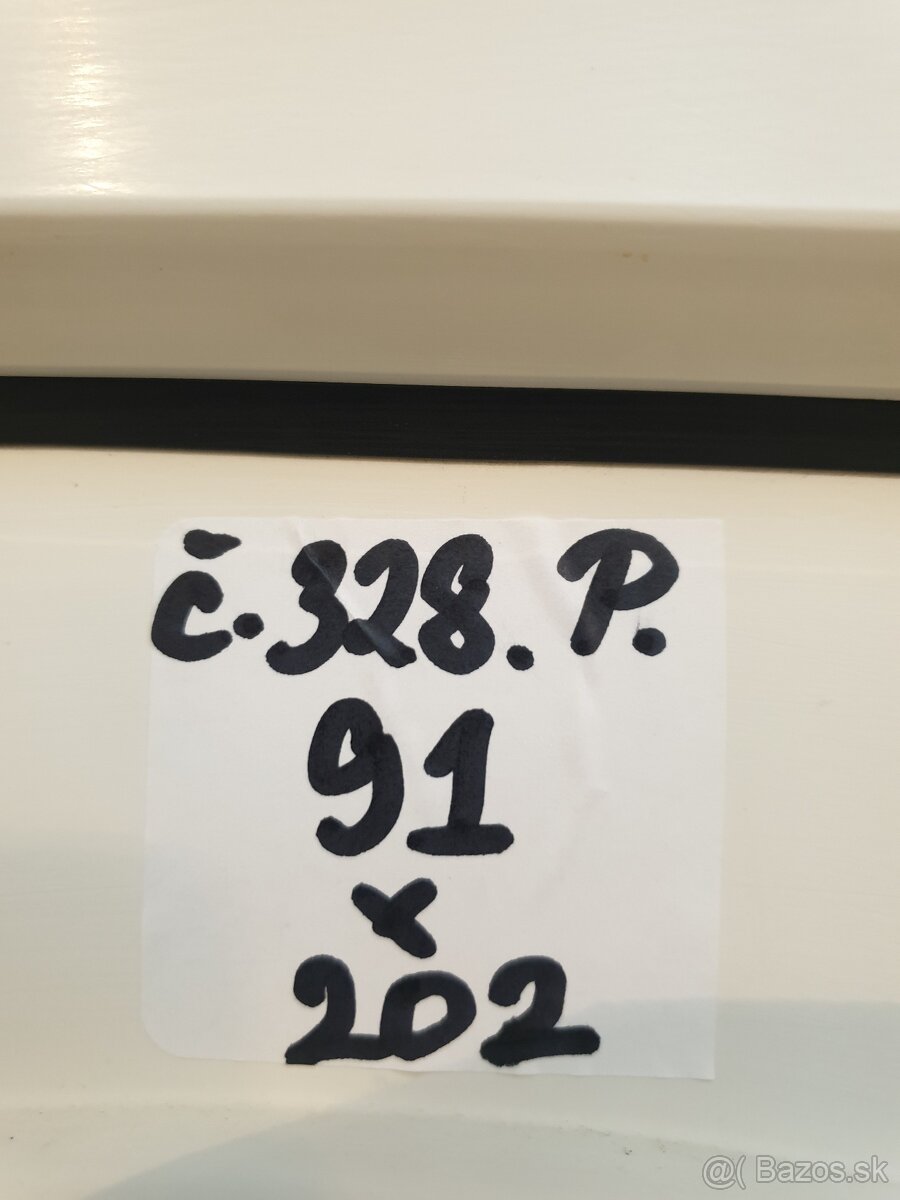 č.328. P.
91
x
202
@( Bazos.sk